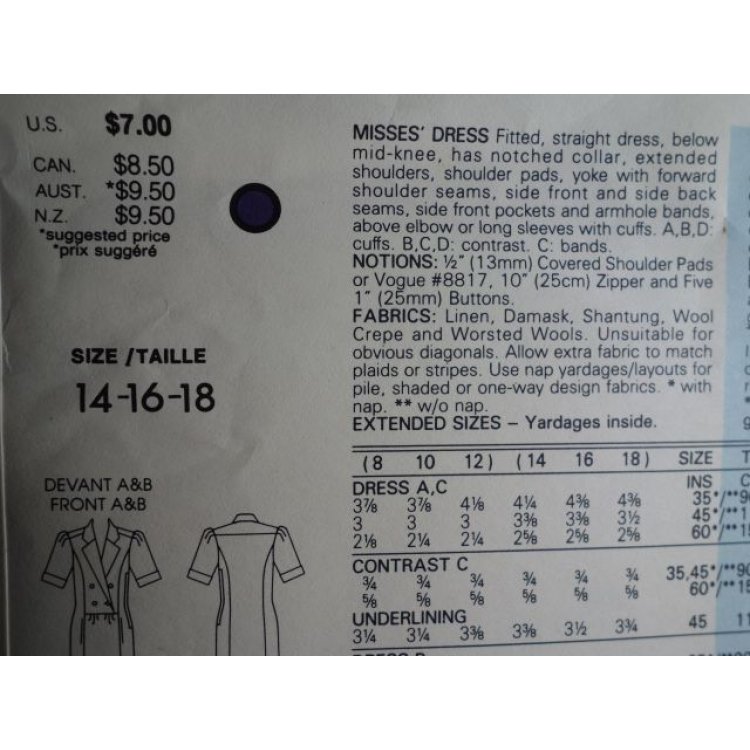 U.S. $7.00
CAN. $8.50
AUST. *$9.50
N.Z. $9.50
*suggested price
*prix suggéré
SIZE /TAILLE
14-16-18
DEVANT A&B
FRONT A&B
MISSES' DRESS Fitted, straight dress, below
mid-knee, has notched collar, extended
shoulders, shoulder pads, yoke with forward
shoulder seams, side front and side back
seams, side front pockets and armhole bands,
above elbow or long sleeves with cuffs. A,B,D:
cuffs. B,C,D: contrast. C: bands.
NOTIONS: ½" (13mm) Covered Shoulder Pads
or Vogue #8817, 10" (25cm) Zipper and Five
1" (25mm) Buttons.
FABRICS: Linen, Damask, Shantung, Wool
Crepe and Worsted Wools. Unsuitable for
obvious diagonals. Allow extra fabric to match
plaids or stripes. Use nap yardages/layouts for
pile, shaded or one-way design fabrics. * with
nap. ** w/o nap.
EXTENDED SIZES – Yardages inside.
(8 10 12) (14 16 18) SIZE
DRESS A,C INS
3⅞ 3⅞ 4⅛ 4¼ 4⅜ 4⅜ 35*/**
3 3 3 3⅜ 3⅜ 3½ 45*/**
2⅛ 2¼ 2¼ 2⅝ 2⅝ 2⅝ 60*/**
CONTRAST C
¾ ¾ ¾ ¾ ¾ ¾ 35,45*/**90
⅝ ⅝ ⅝ ⅝ ⅝ ⅝ 60*/**
UNDERLINING
3¼ 3¼ 3⅜ 3⅜ 3½ 3¾ 45